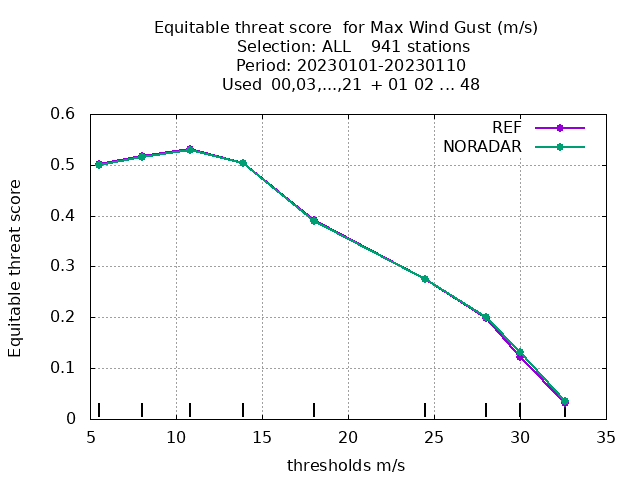 Equitable threat score  for Max Wind Gust (m/s)
Selection: ALL    941 stations
Period: 20230101-20230110
Used  00,03,...,21  + 01 02 ... 48
REF
NORADAR
Equitable threat score
0.6
0.5
0.4
0.3
0.2
0.1
0
5 10 15 20 25 30 35
thresholds m/s